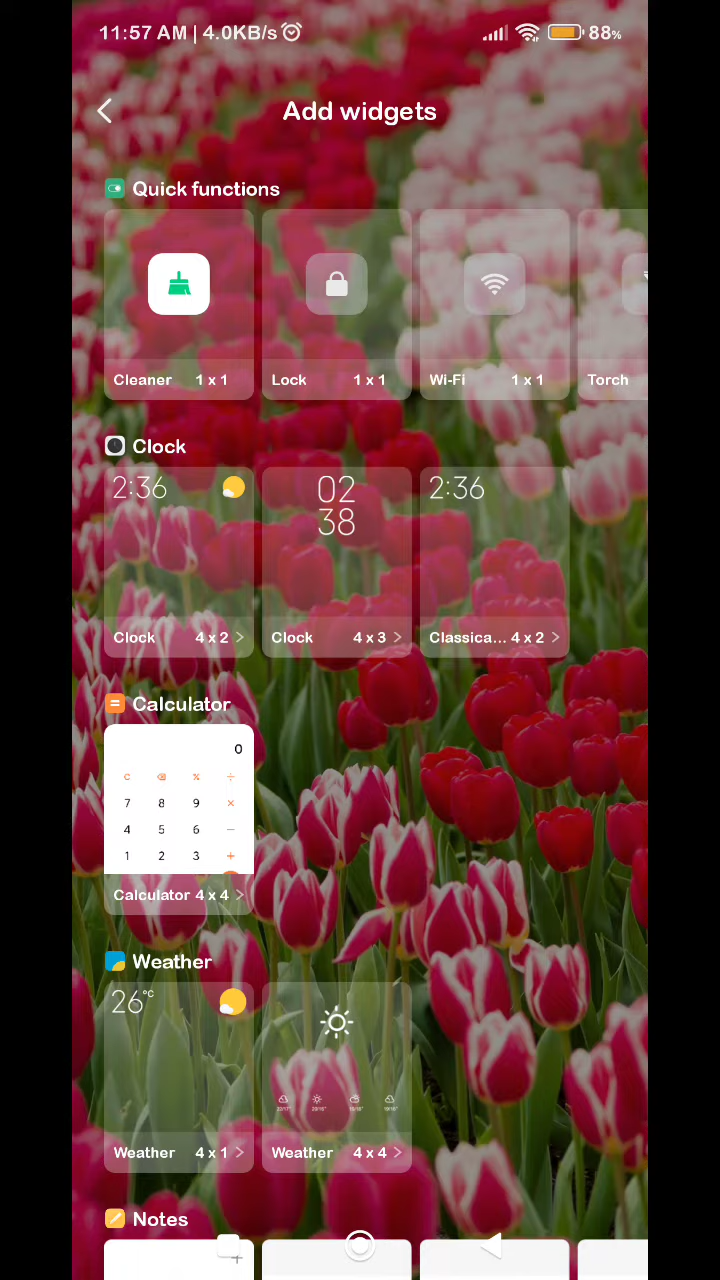 11:57 AM | 4.0KB/s 88%
Add widgets
Quick functions
Cleaner 1 x 1 Lock 1 x 1 Wi-Fi 1 x 1 Torch
Clock
2:36 02 2:36
38
Clock 4 x 2 Clock 4 x 3 Classica... 4 x 2
Calculator
0
C % ÷
7 8 9 ×
4 5 6 −
1 2 3 +
Calculator 4 x 4
Weather
26°C
Weather 4 x 1 Weather 4 x 4
Notes